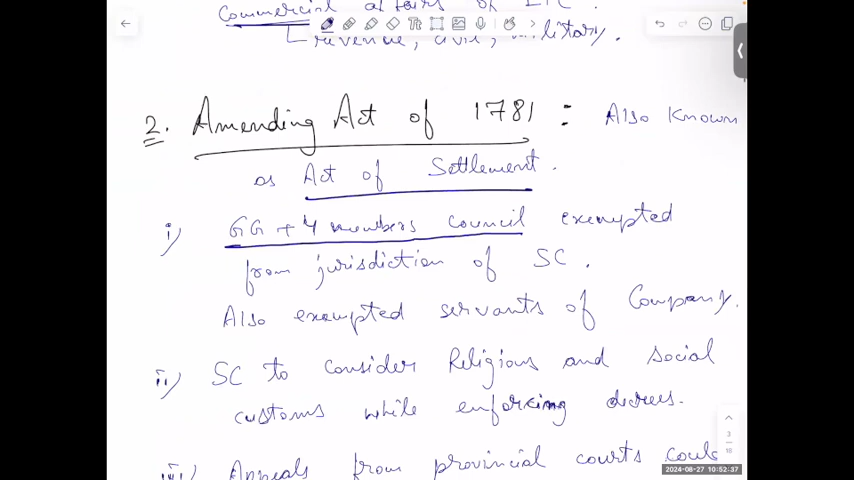 Commercial affairs of EIC.
revenue, civil, military.
2. Amending Act of 1781 : Also Known
as Act of Settlement.
i) GG + 4 members council exempted
from jurisdiction of SC.
Also exempted servants of Company.
ii) SC to consider Religious and social
customs while enforcing decrees.
iii) Appeals from provincial courts could
3
18
2024-08-27 10:52:37